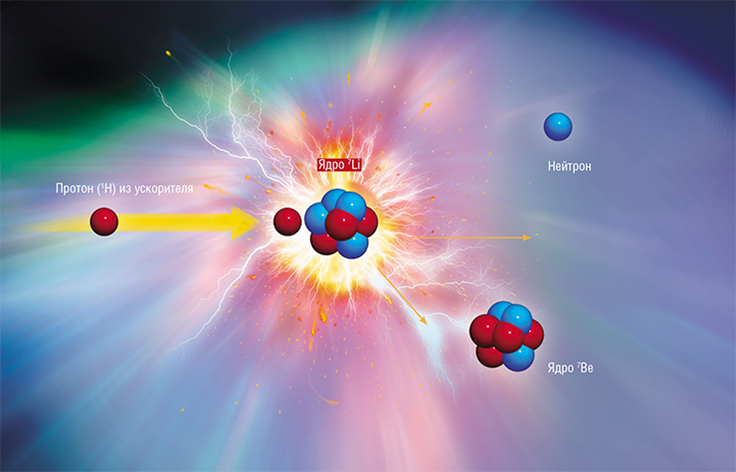 Ядро ⁷Li
Нейтрон
Протон (¹H) из ускорителя
Ядро ⁷Be